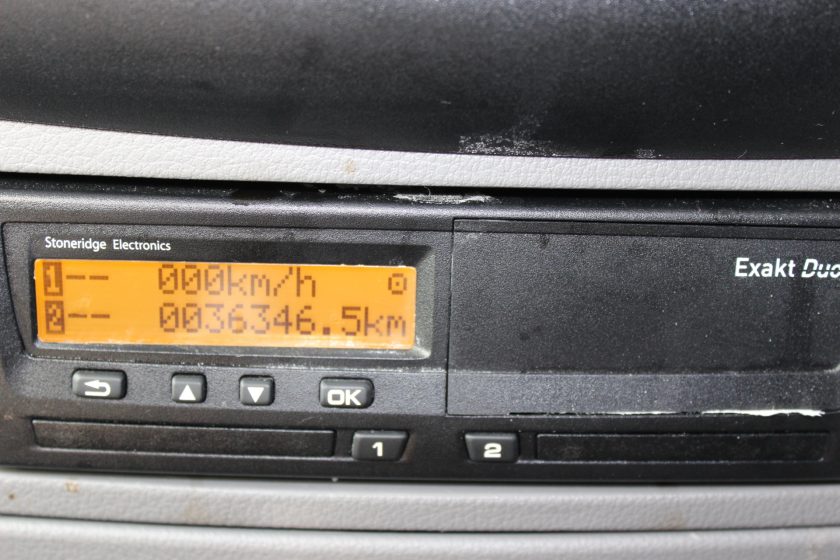 Stoneridge Electronics
Exakt Duo
1-- 000km/h
2-- 0036346.5km
OK
1
2